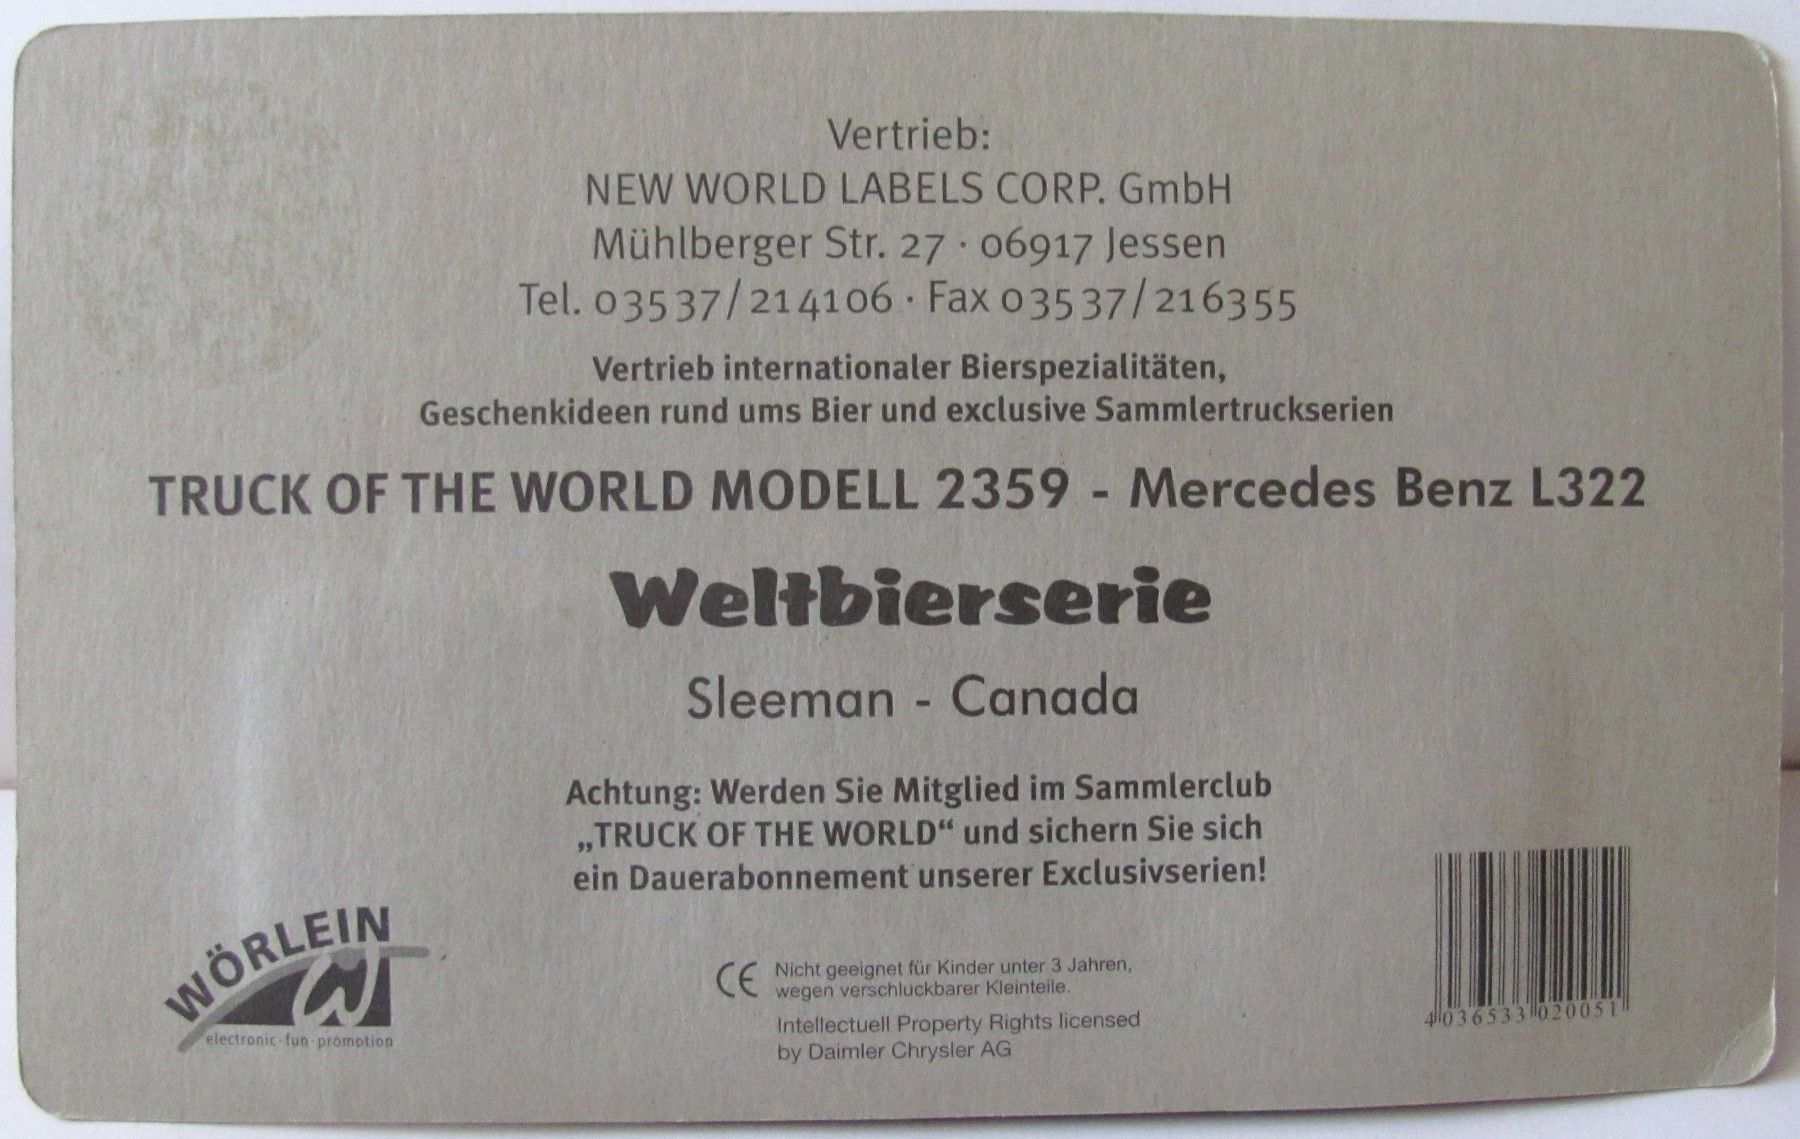 Vertrieb:
NEW WORLD LABELS CORP. GmbH
Mühlberger Str. 27 · 06917 Jessen
Tel. 03537/214106 · Fax 03537/216355
Vertrieb internationaler Bierspezialitäten,
Geschenkideen rund ums Bier und exclusive Sammlertruckserien
TRUCK OF THE WORLD MODELL 2359 - Mercedes Benz L322
Weltbierserie
Sleeman - Canada
Achtung: Werden Sie Mitglied im Sammlerclub
„TRUCK OF THE WORLD“ und sichern Sie sich
ein Dauerabonnement unserer Exclusivserien!
WÖRLEIN
W
electronic · fun · promotion
CE Nicht geeignet für Kinder unter 3 Jahren,
wegen verschluckbarer Kleinteile.
Intellectuell Property Rights licensed
by Daimler Chrysler AG
4 036533 020051